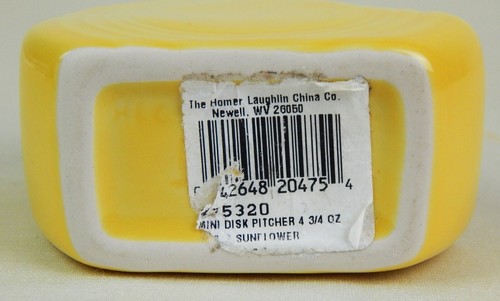 The Homer Laughlin China Co.
Newell, WV 26050
42648 20475 4
5320
MINI DISK PITCHER 4 3/4 OZ
SUNFLOWER